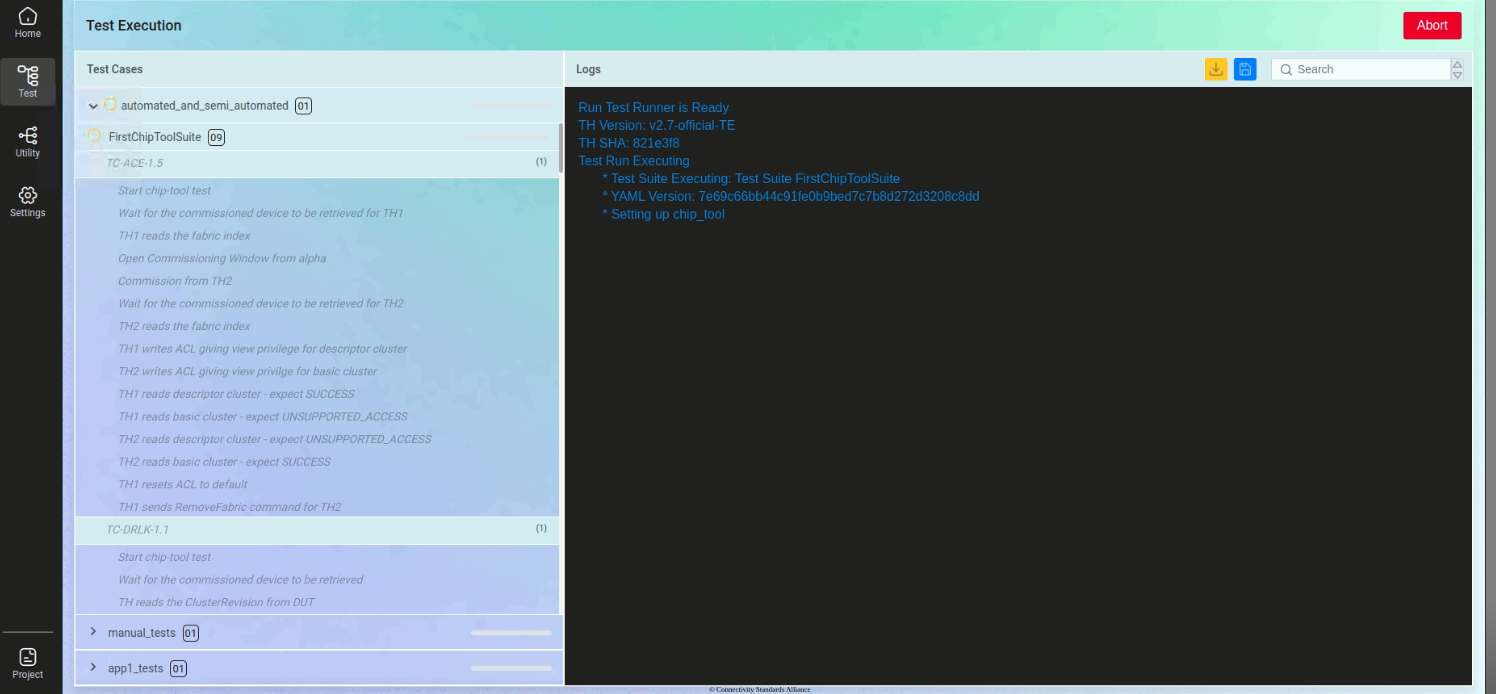 Home
Test
Utility
Settings
Project
Test Execution
Abort
Test Cases
automated_and_semi_automated 01
FirstChipToolSuite 09
TC-ACE-1.5 (1)
Start chip-tool test
Wait for the commissioned device to be retrieved for TH1
TH1 reads the fabric index
Open Commissioning Window from alpha
Commission from TH2
Wait for the commissioned device to be retrieved for TH2
TH2 reads the fabric index
TH1 writes ACL giving view privilege for descriptor cluster
TH2 writes ACL giving view privilge for basic cluster
TH1 reads descriptor cluster - expect SUCCESS
TH1 reads basic cluster - expect UNSUPPORTED_ACCESS
TH2 reads descriptor cluster - expect UNSUPPORTED_ACCESS
TH2 reads basic cluster - expect SUCCESS
TH1 resets ACL to default
TH1 sends RemoveFabric command for TH2
TC-DRLK-1.1 (1)
Start chip-tool test
Wait for the commissioned device to be retrieved
TH reads the ClusterRevision from DUT
manual_tests 01
app1_tests 01
Logs
Search
Run Test Runner is Ready
TH Version: v2.7-official-TE
TH SHA: 821e3f8
Test Run Executing
* Test Suite Executing: Test Suite FirstChipToolSuite
* YAML Version: 7e69c66bb44c91fe0b9bed7c7b8d272d3208c8dd
* Setting up chip_tool
© Connectivity Standards Alliance